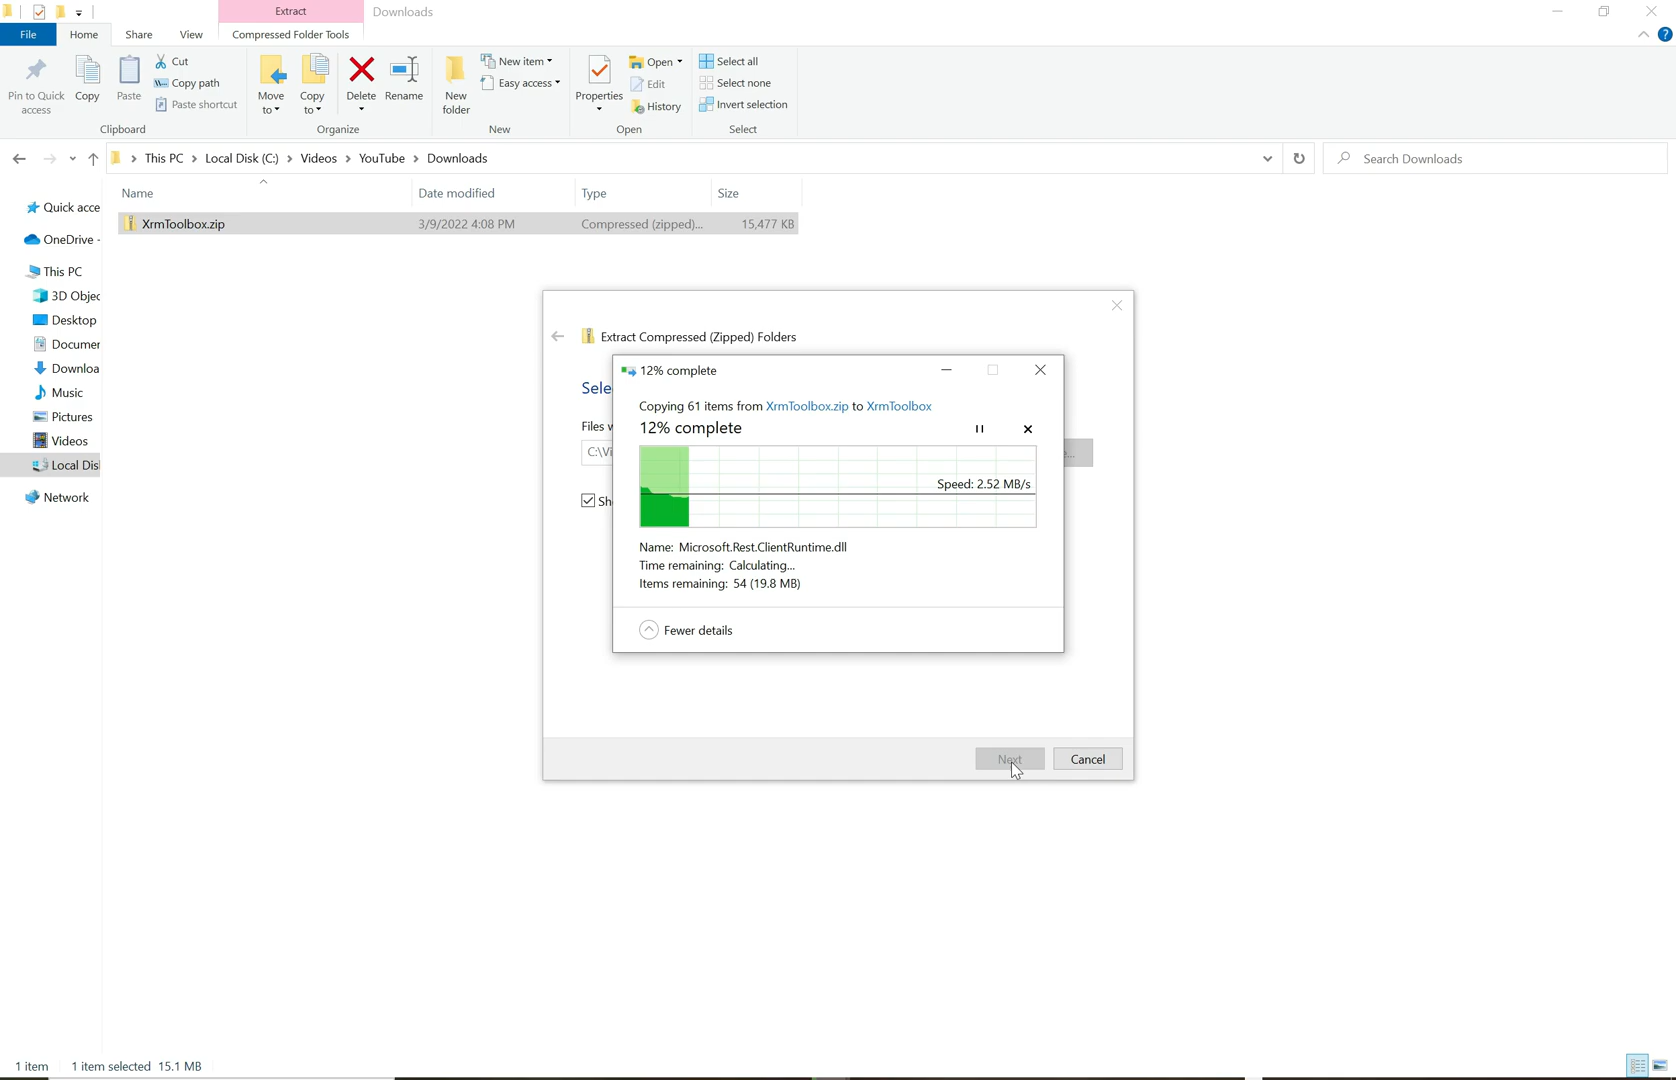 Extract
Downloads
File
Home
Share
View
Compressed Folder Tools
Pin to Quick access
Copy
Paste
Cut
Copy path
Paste shortcut
Clipboard
Move to
Copy to
Delete
Rename
Organize
New folder
New item
Easy access
New
Properties
Open
Edit
History
Open
Select all
Select none
Invert selection
Select
This PC > Local Disk (C:) > Videos > YouTube > Downloads
Search Downloads
Name
Date modified
Type
Size
XrmToolbox.zip
3/9/2022 4:08 PM
Compressed (zipped)...
15,477 KB
Quick acce
OneDrive -
This PC
3D Objec
Desktop
Documer
Downloa
Music
Pictures
Videos
Local Dis
Network
Extract Compressed (Zipped) Folders
Sele
Files w
C:\Vi
Sh
12% complete
Copying 61 items from XrmToolbox.zip to XrmToolbox
12% complete
Speed: 2.52 MB/s
Name: Microsoft.Rest.ClientRuntime.dll
Time remaining: Calculating...
Items remaining: 54 (19.8 MB)
Fewer details
Next
Cancel
1 item
1 item selected 15.1 MB